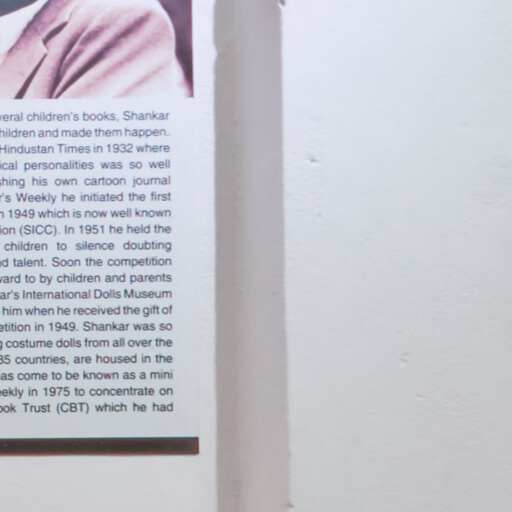 veral children's books, Shankar
hildren and made them happen.
Hindustan Times in 1932 where
ical personalities was so well
shing his own cartoon journal
r's Weekly he initiated the first
n 1949 which is now well known
ion (SICC). In 1951 he held the
children to silence doubting
d talent. Soon the competition
ward to by children and parents
ar's International Dolls Museum
him when he received the gift of
etition in 1949. Shankar was so
g costume dolls from all over the
85 countries, are housed in the
as come to be known as a mini
eekly in 1975 to concentrate on
ook Trust (CBT) which he had